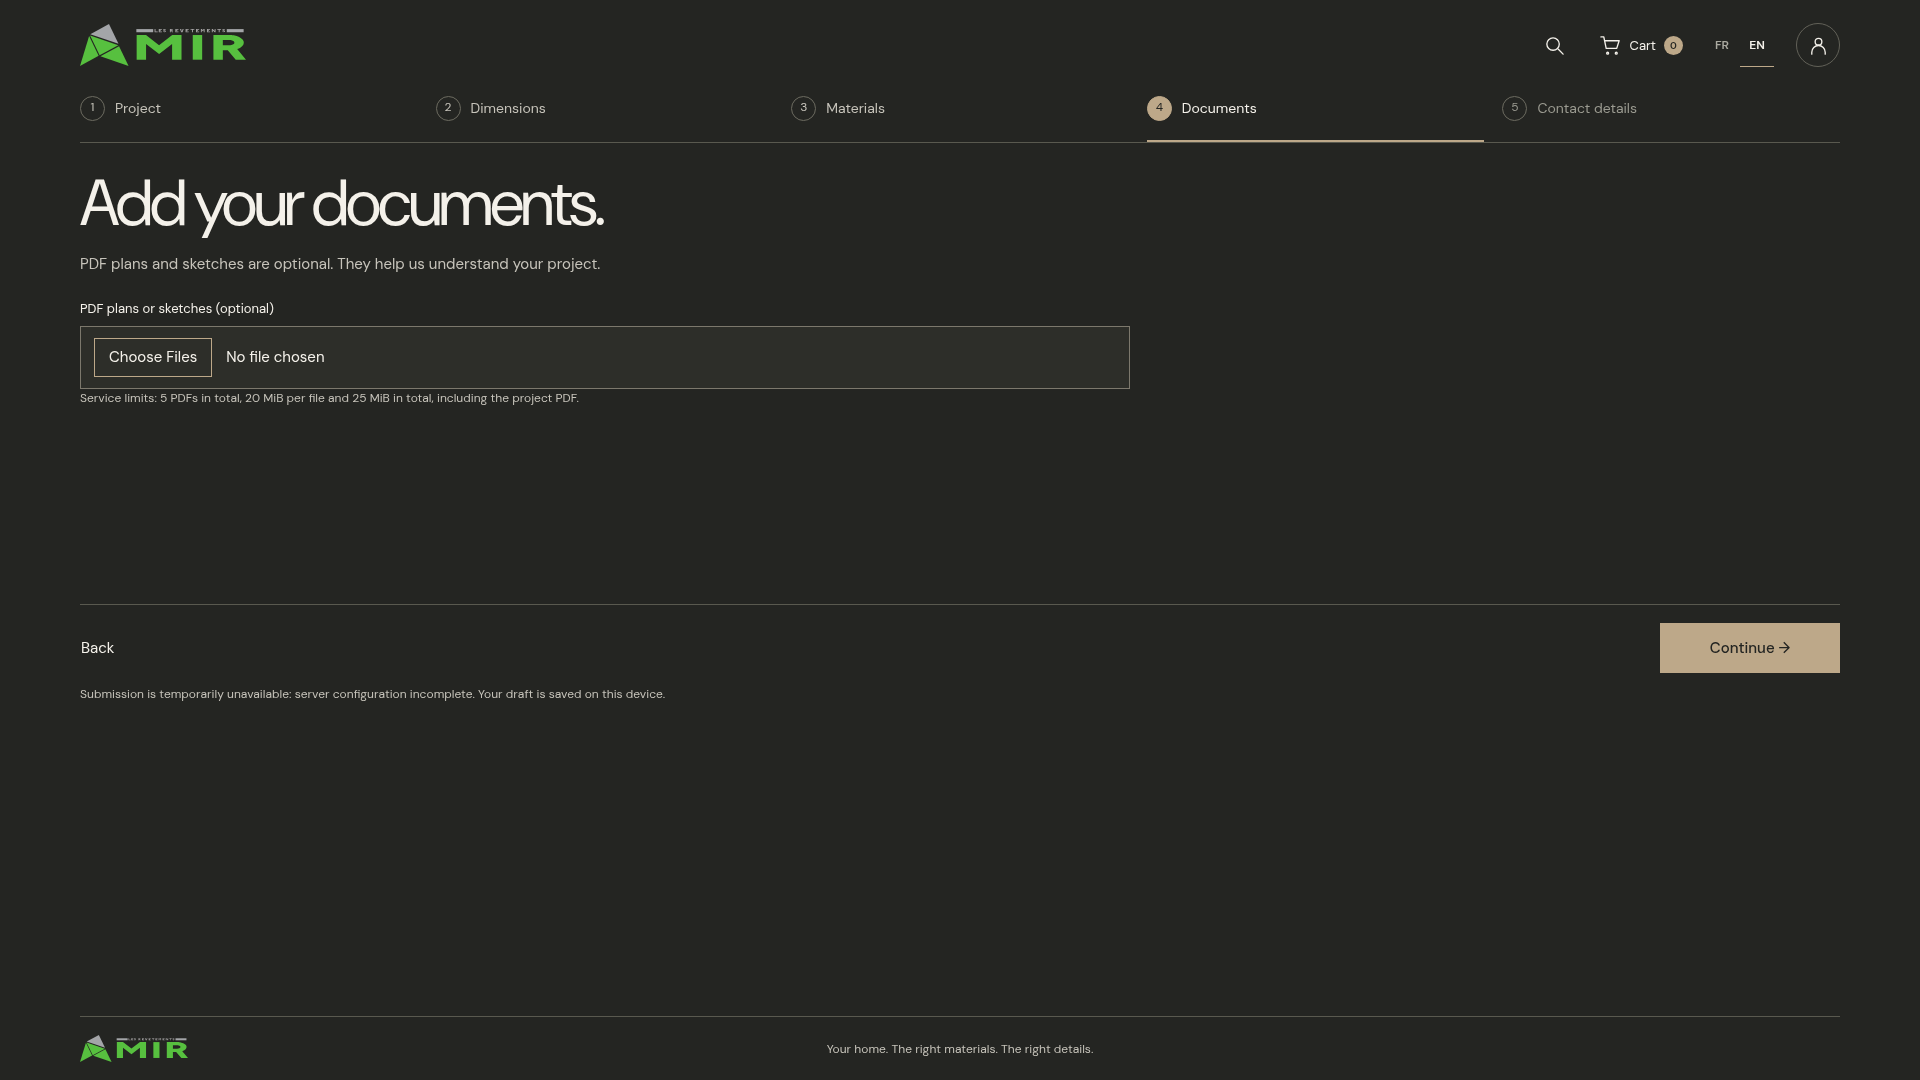 LES REVETEMENTS
MIR
Cart 0
FR EN
1 Project
2 Dimensions
3 Materials
4 Documents
5 Contact details
Add your documents.
PDF plans and sketches are optional. They help us understand your project.
PDF plans or sketches (optional)
Choose Files No file chosen
Service limits: 5 PDFs in total, 20 MiB per file and 25 MiB in total, including the project PDF.
Back
Continue →
Submission is temporarily unavailable: server configuration incomplete. Your draft is saved on this device.
LES REVETEMENTS
MIR
Your home. The right materials. The right details.